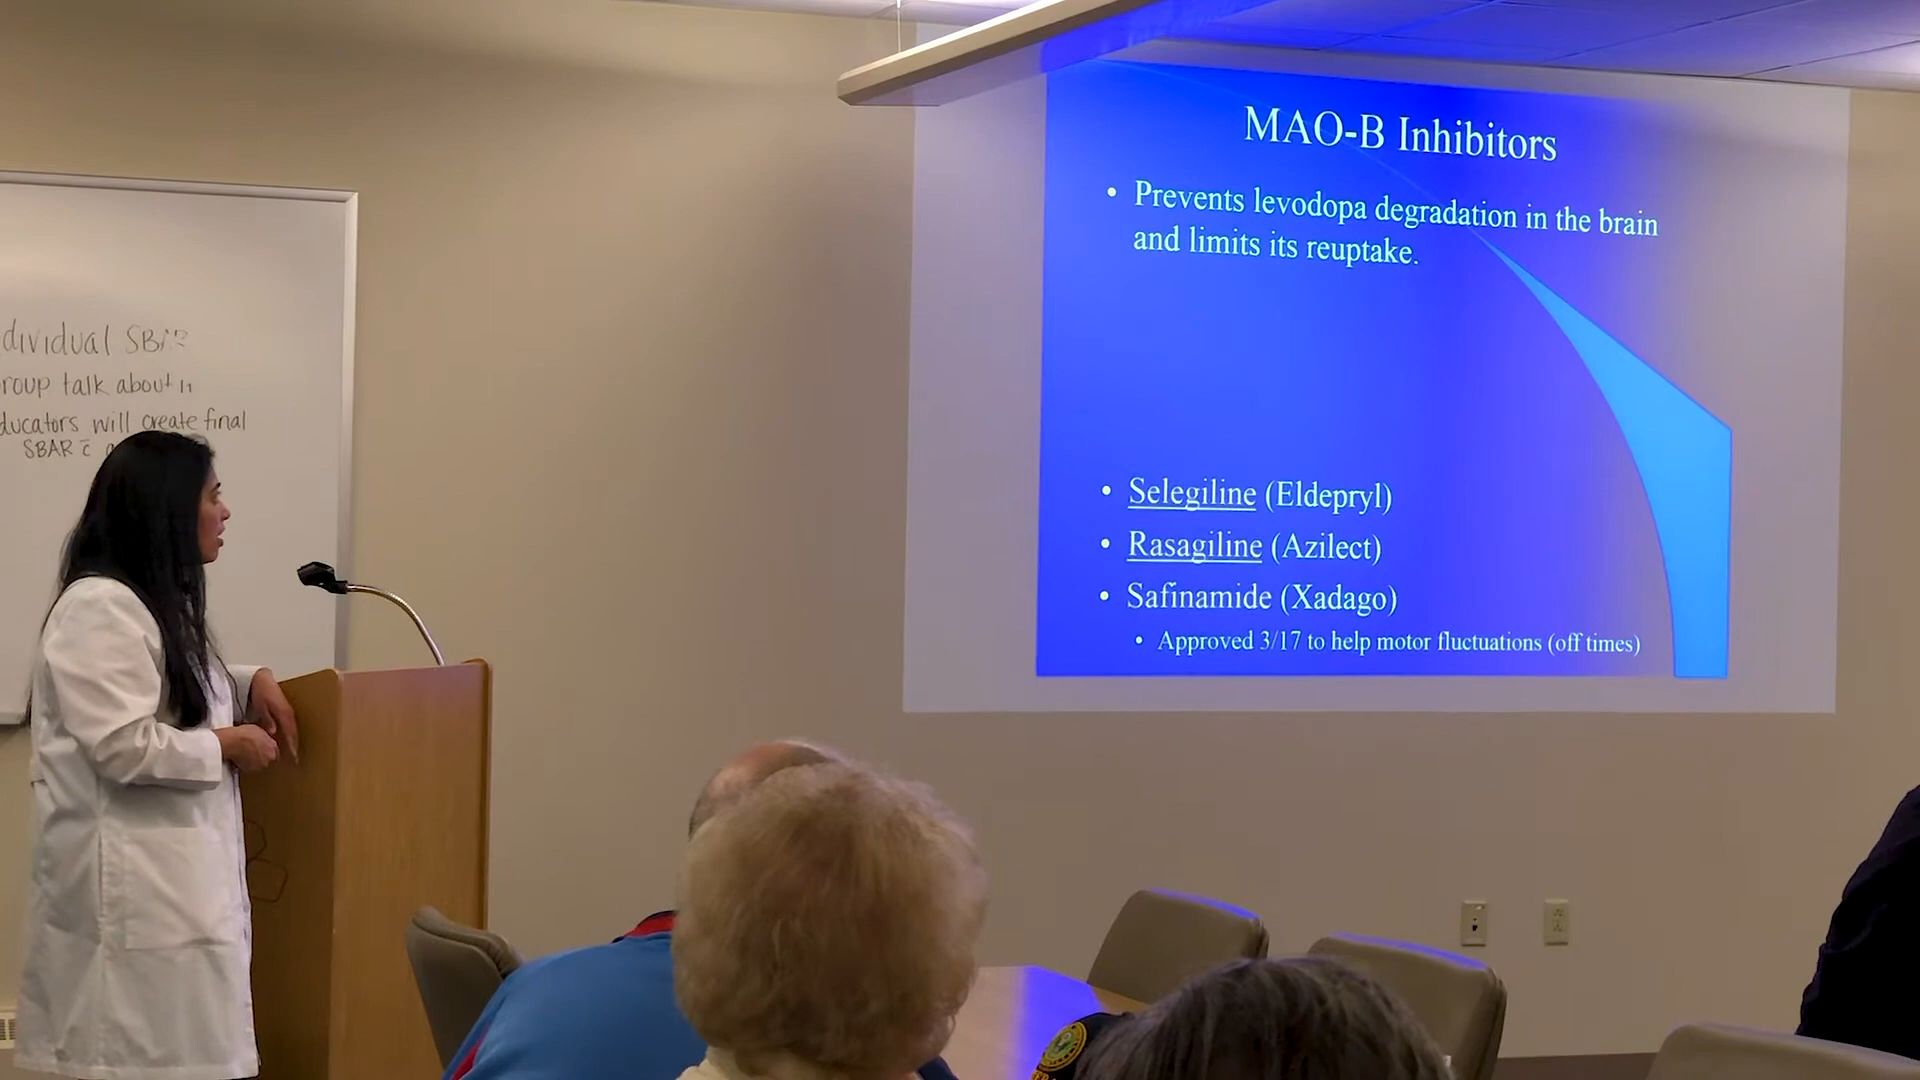 dividual SBAR
roup talk about
ducators will create final
SBAR c̄
MAO-B Inhibitors
• Prevents levodopa degradation in the brain
and limits its reuptake.
• Selegiline (Eldepryl)
• Rasagiline (Azilect)
• Safinamide (Xadago)
• Approved 3/17 to help motor fluctuations (off times)